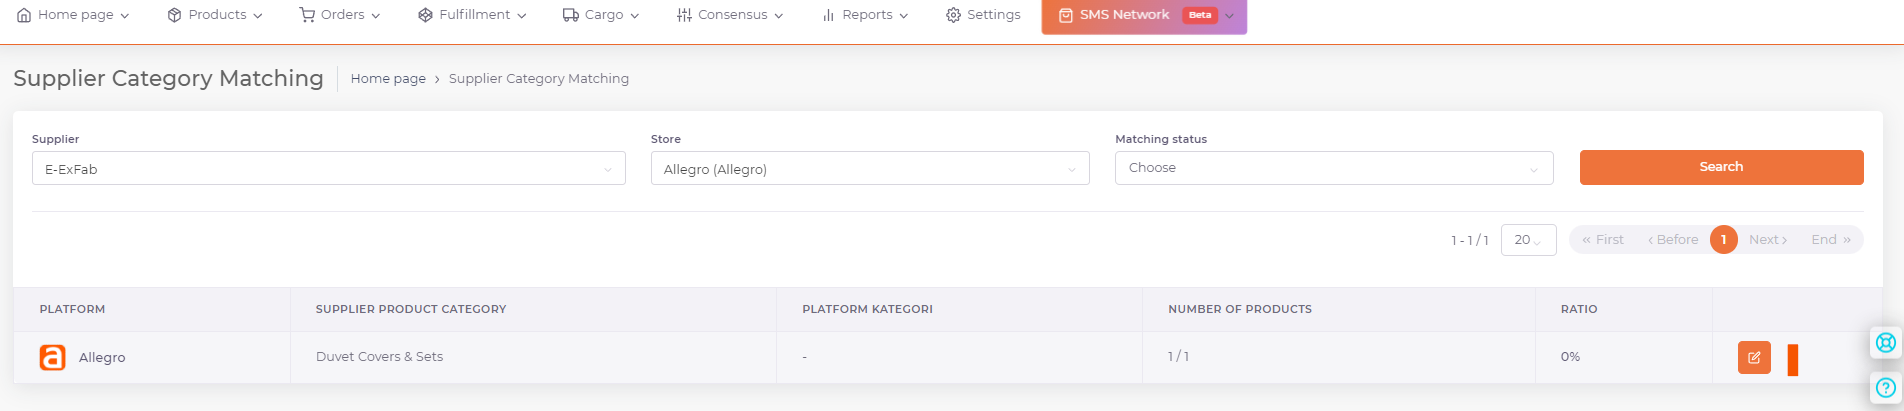 Home page Products Orders Fulfillment Cargo Consensus Reports Settings SMS Network Beta
Supplier Category Matching Home page › Supplier Category Matching
Supplier Store Matching status
E-ExFab Allegro (Allegro) Choose Search
1 - 1 / 1 20 « First ‹ Before 1 Next › End »
PLATFORM SUPPLIER PRODUCT CATEGORY PLATFORM KATEGORI NUMBER OF PRODUCTS RATIO
a Allegro Duvet Covers & Sets - 1 / 1 0%
?